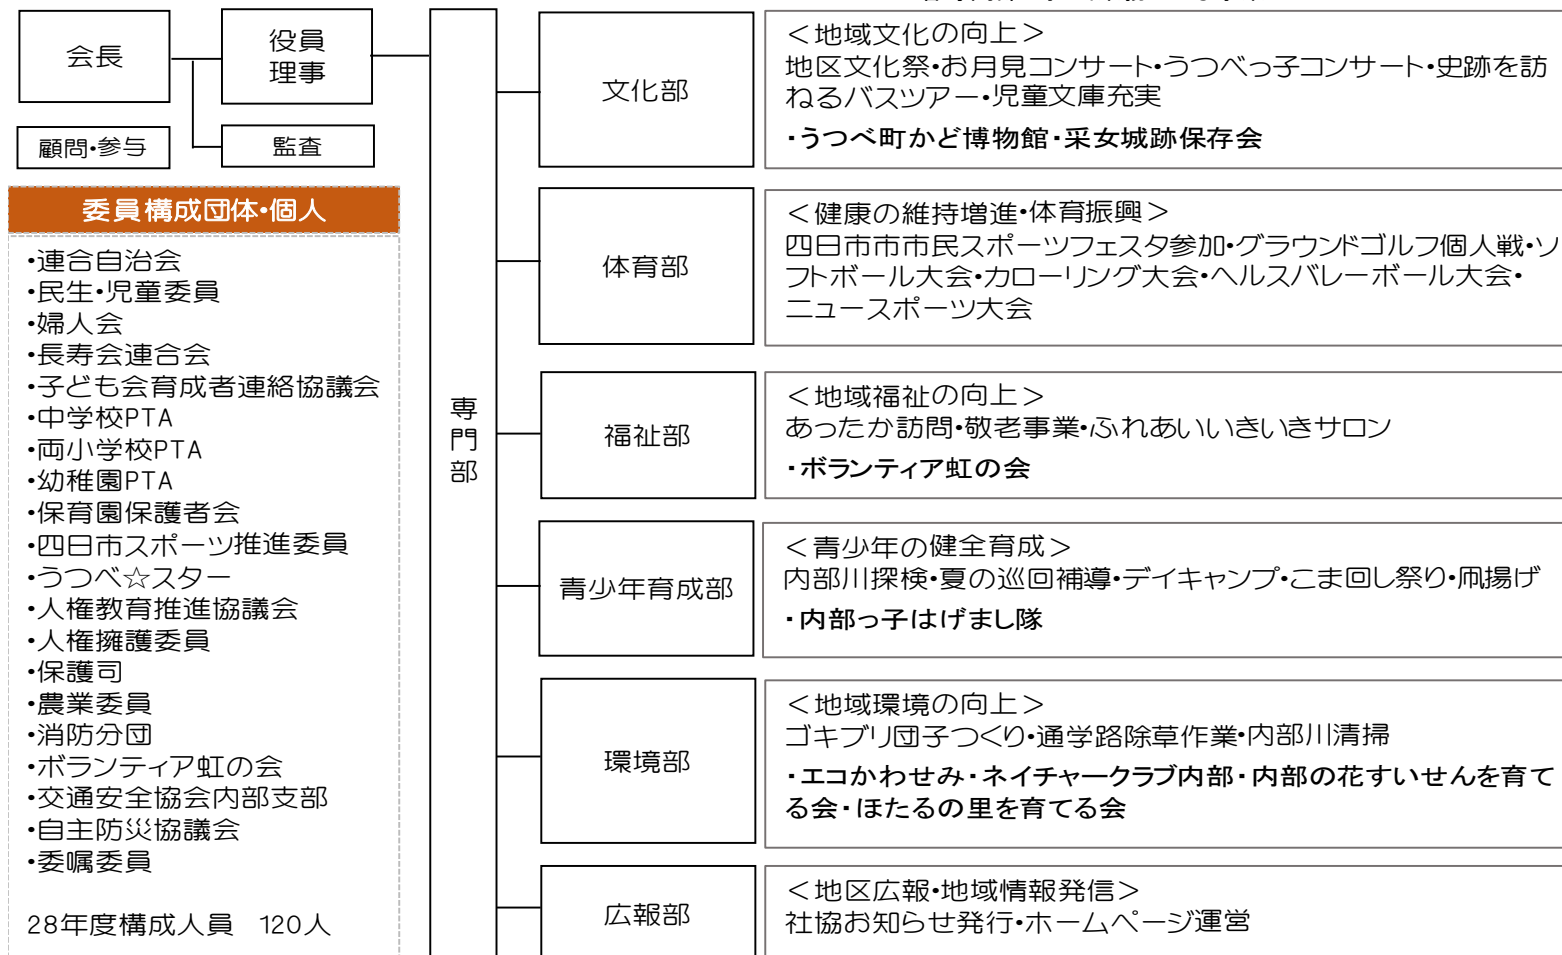 会長
役員
理事
顧問•参与
監査
委員構成団体•個人
•連合自治会
•民生•児童委員
•婦人会
•長寿会連合会
•子ども会育成者連絡協議会
•中学校PTA
•両小学校PTA
•幼稚園PTA
•保育園保護者会
•四日市スポーツ推進委員
•うつべ☆スター
•人権教育推進協議会
•人権擁護委員
•保護司
•農業委員
•消防分団
•ボランティア虹の会
•交通安全協会内部支部
•自主防災協議会
•委嘱委員
28年度構成人員　120人
専
門
部
文化部
＜地域文化の向上＞
地区文化祭•お月見コンサート•うつべっ子コンサート•史跡を訪
ねるバスツアー•児童文庫充実
・うつべ町かど博物館・采女城跡保存会
体育部
＜健康の維持増進•体育振興＞
四日市市市民スポーツフェスタ参加•グラウンドゴルフ個人戦•ソ
フトボール大会•カローリング大会•ヘルスバレーボール大会•
ニュースポーツ大会
福祉部
＜地域福祉の向上＞
あったか訪問•敬老事業•ふれあいいきいきサロン
・ボランティア虹の会
青少年育成部
＜青少年の健全育成＞
内部川探検•夏の巡回補導•デイキャンプ•こま回し祭り•凧揚げ
・内部っ子はげまし隊
環境部
＜地域環境の向上＞
ゴキブリ団子つくり•通学路除草作業•内部川清掃
・エコかわせみ・ネイチャークラブ内部・内部の花すいせんを育て
る会・ほたるの里を育てる会
広報部
＜地区広報•地域情報発信＞
社協お知らせ発行•ホームページ運営